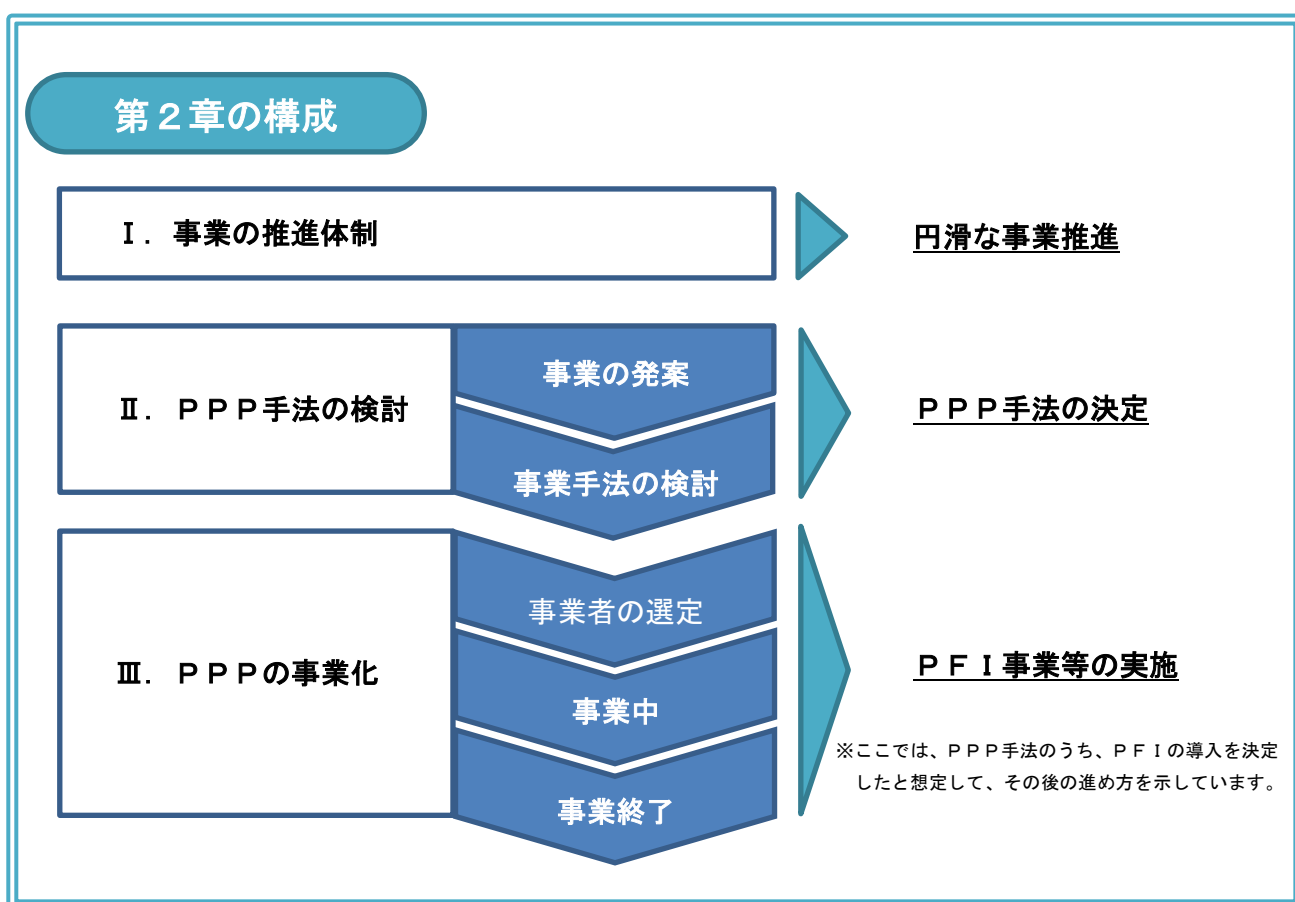 第２章の構成
Ⅰ．事業の推進体制
円滑な事業推進
Ⅱ．ＰＰＰ手法の検討
事業の発案
事業手法の検討
ＰＰＰ手法の決定
Ⅲ．ＰＰＰの事業化
事業者の選定
事業中
事業終了
ＰＦＩ事業等の実施
※ここでは、ＰＰＰ手法のうち、ＰＦＩの導入を決定
したと想定して、その後の進め方を示しています。